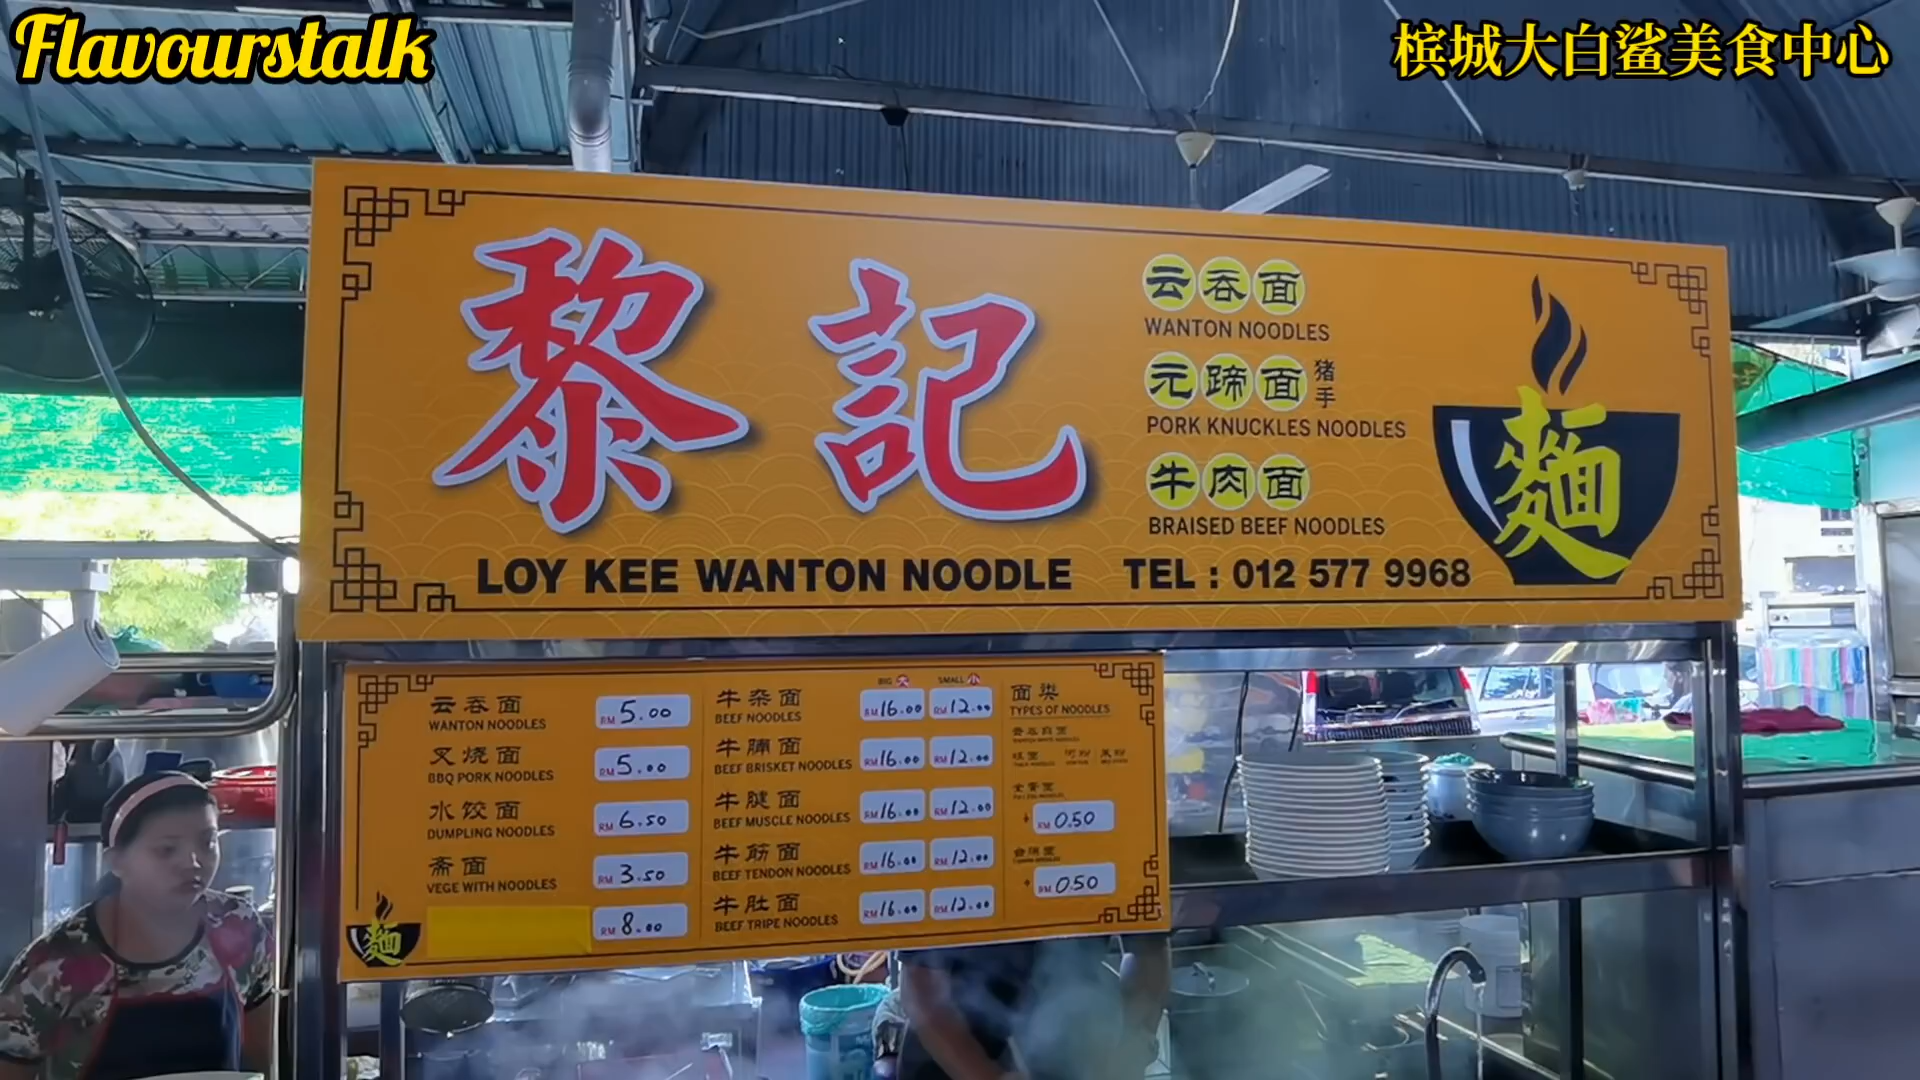 Flavourstalk
槟城大白鲨美食中心
黎記
云吞面
WANTON NOODLES
元蹄面 猪手
PORK KNUCKLES NOODLES
牛肉面
BRAISED BEEF NOODLES
麵
LOY KEE WANTON NOODLE TEL : 012 577 9968
云吞面
WANTON NOODLES RM 5.00
叉烧面
BBQ PORK NOODLES RM 5.00
水饺面
DUMPLING NOODLES RM 6.50
斋面
VEGE WITH NOODLES RM 3.50
RM 8.00
麵
BIG 大 SMALL 小
牛杂面
BEEF NOODLES RM 16.00 RM 12.00
牛腩面
BEEF BRISKET NOODLES RM 16.00 RM 12.00
牛腱面
BEEF MUSCLE NOODLES RM 16.00 RM 12.00
牛筋面
BEEF TENDON NOODLES RM 16.00 RM 12.00
牛肚面
BEEF TRIPE NOODLES RM 16.00 RM 12.00
面类
TYPES OF NOODLES
RM 0.50
RM 0.50